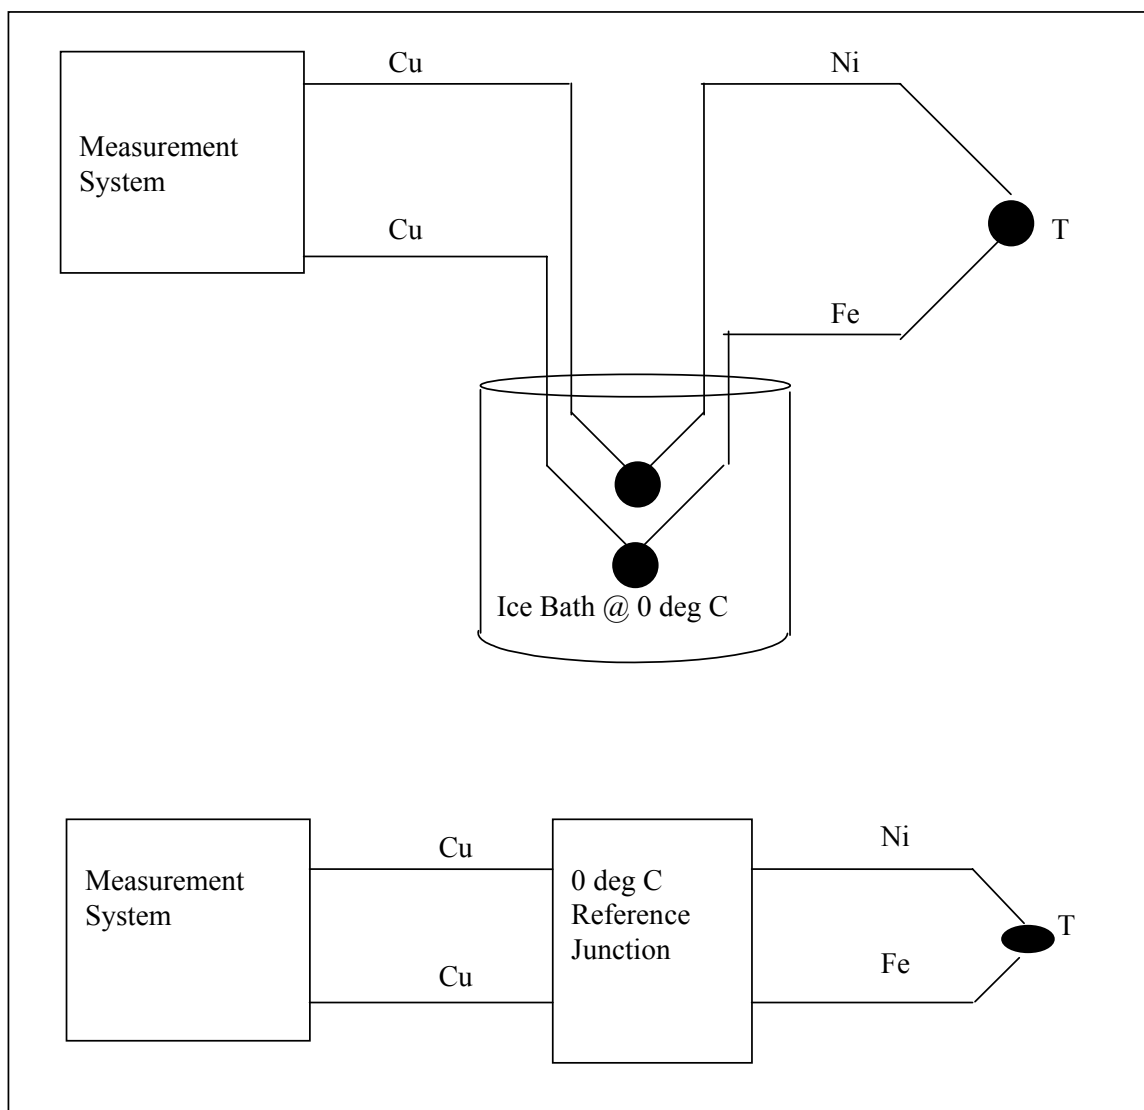 Cu
Ni
Measurement
System
Cu
T
Fe
Ice Bath @ 0 deg C
Cu
Ni
Measurement
System
0 deg C
Reference
Junction
T
Cu
Fe